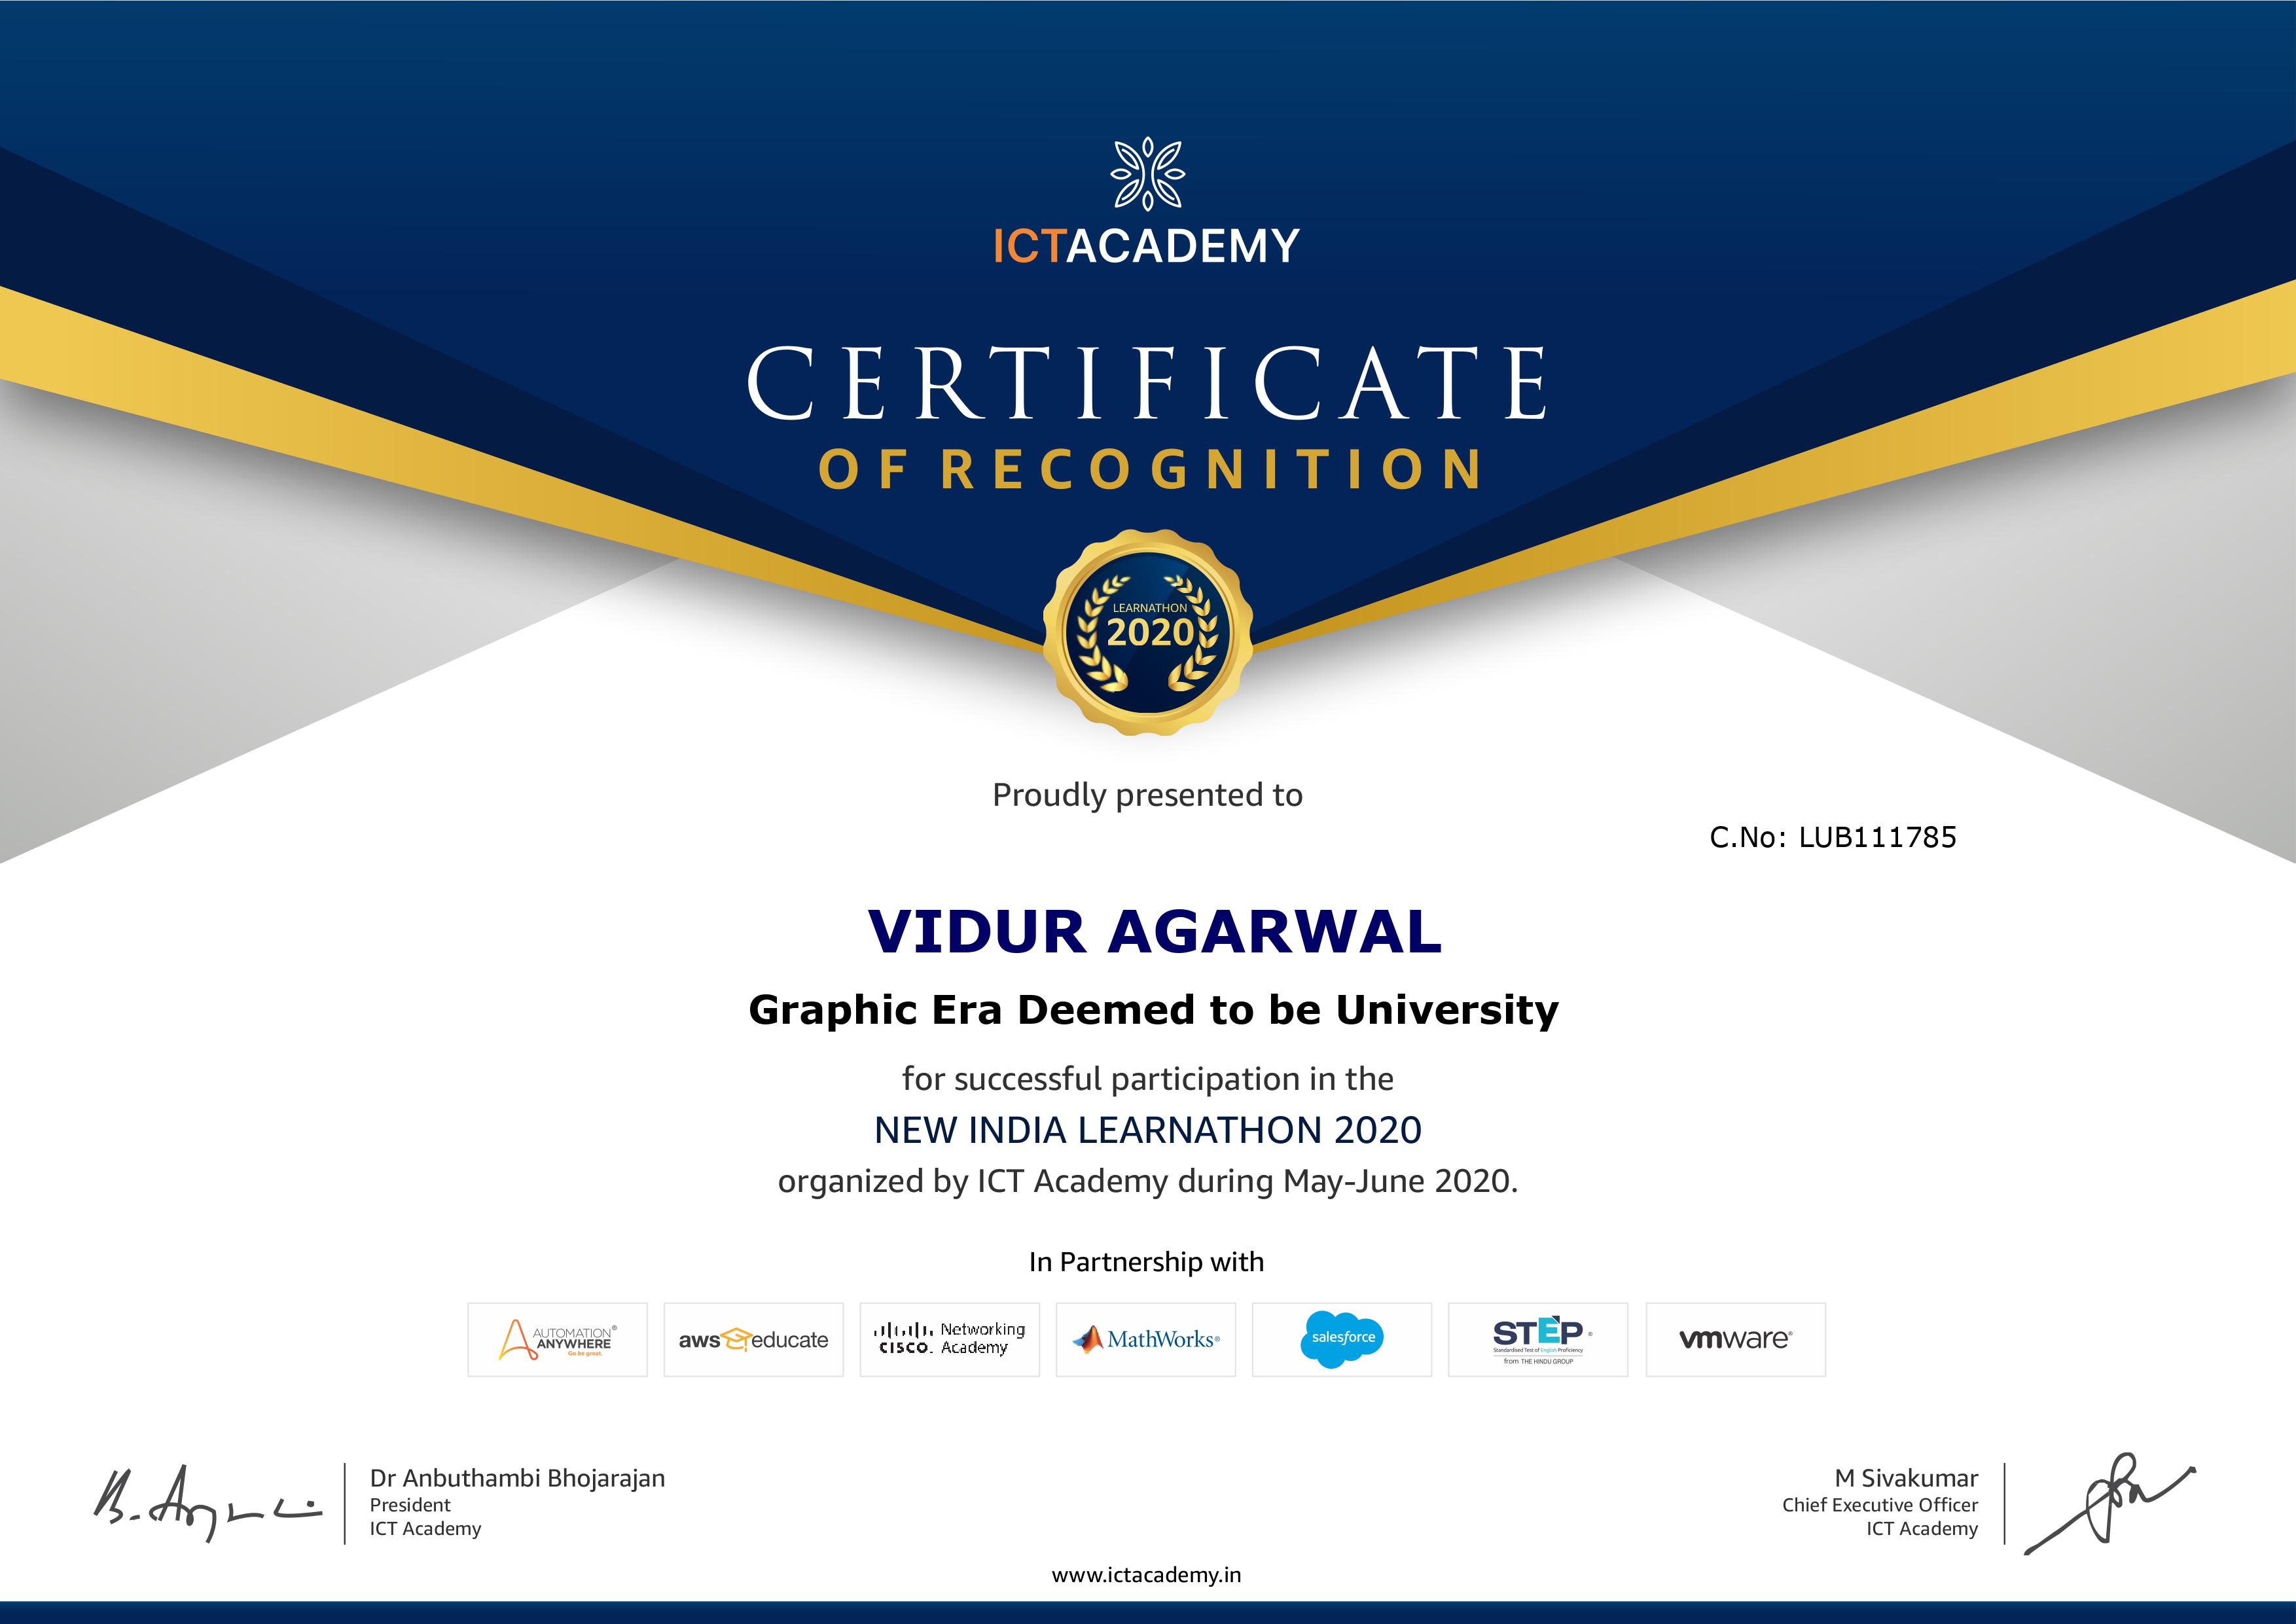 ICTACADEMY
CERTIFICATE
OF RECOGNITION
LEARNATHON
2020
Proudly presented to
C.No: LUB111785
VIDUR AGARWAL
Graphic Era Deemed to be University
for successful participation in the
NEW INDIA LEARNATHON 2020
organized by ICT Academy during May-June 2020.
In Partnership with
AUTOMATION®
ANYWHERE
Go be great.
aws educate
Networking
CISCO. Academy
MathWorks®
salesforce
STEP®
Standardised Test of English Proficiency
from THE HINDU GROUP
vmware®
Dr Anbuthambi Bhojarajan
President
ICT Academy
M Sivakumar
Chief Executive Officer
ICT Academy
www.ictacademy.in